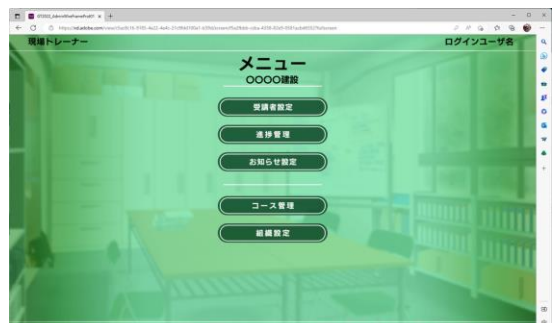 現場トレーナー
ログインユーザ名
メニュー
〇〇〇〇建設
受講者設定
進捗管理
お知らせ設定
コース管理
組織設定